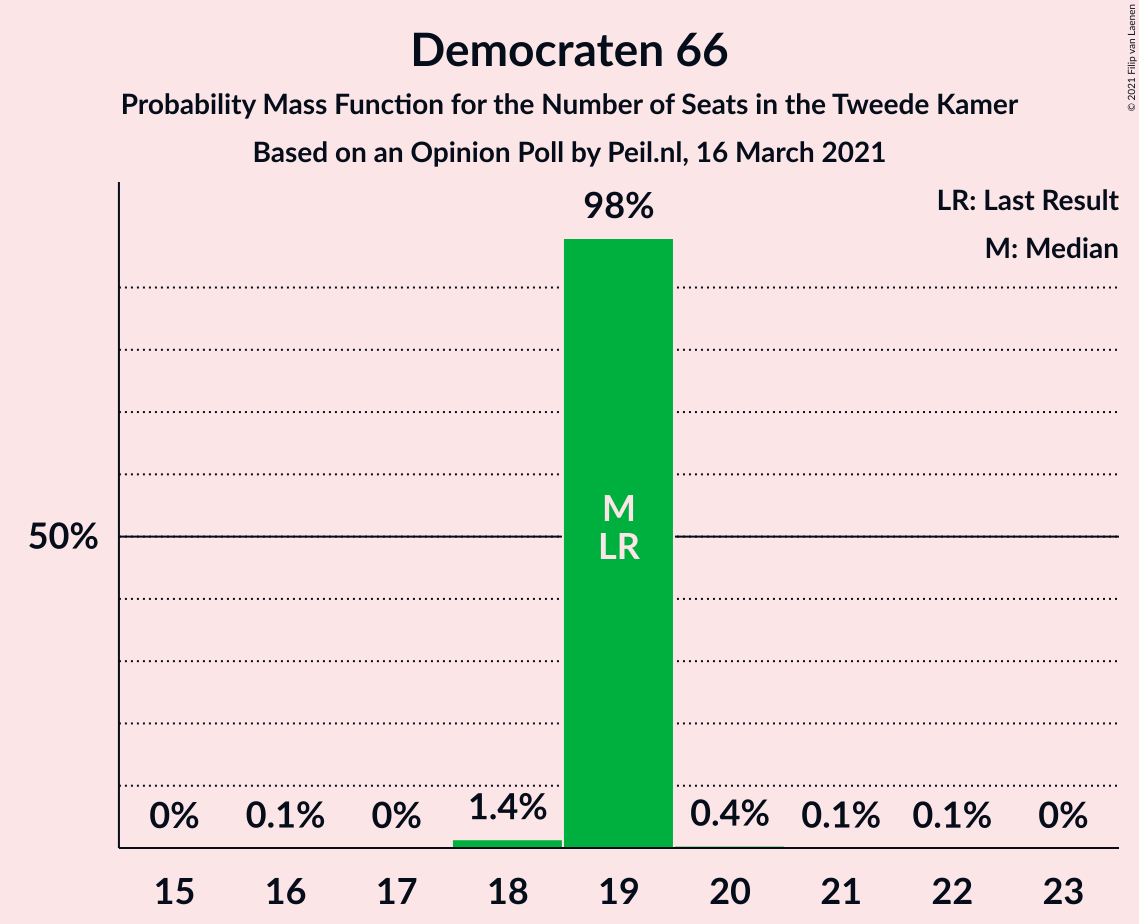 Democraten 66
Probability Mass Function for the Number of Seats in the Tweede Kamer
Based on an Opinion Poll by Peil.nl, 16 March 2021
© 2021 Filip van Laenen
LR: Last Result
M: Median
98%
50%
M
LR
0% 0.1% 0% 1.4% 0.4% 0.1% 0.1% 0%
15 16 17 18 19 20 21 22 23